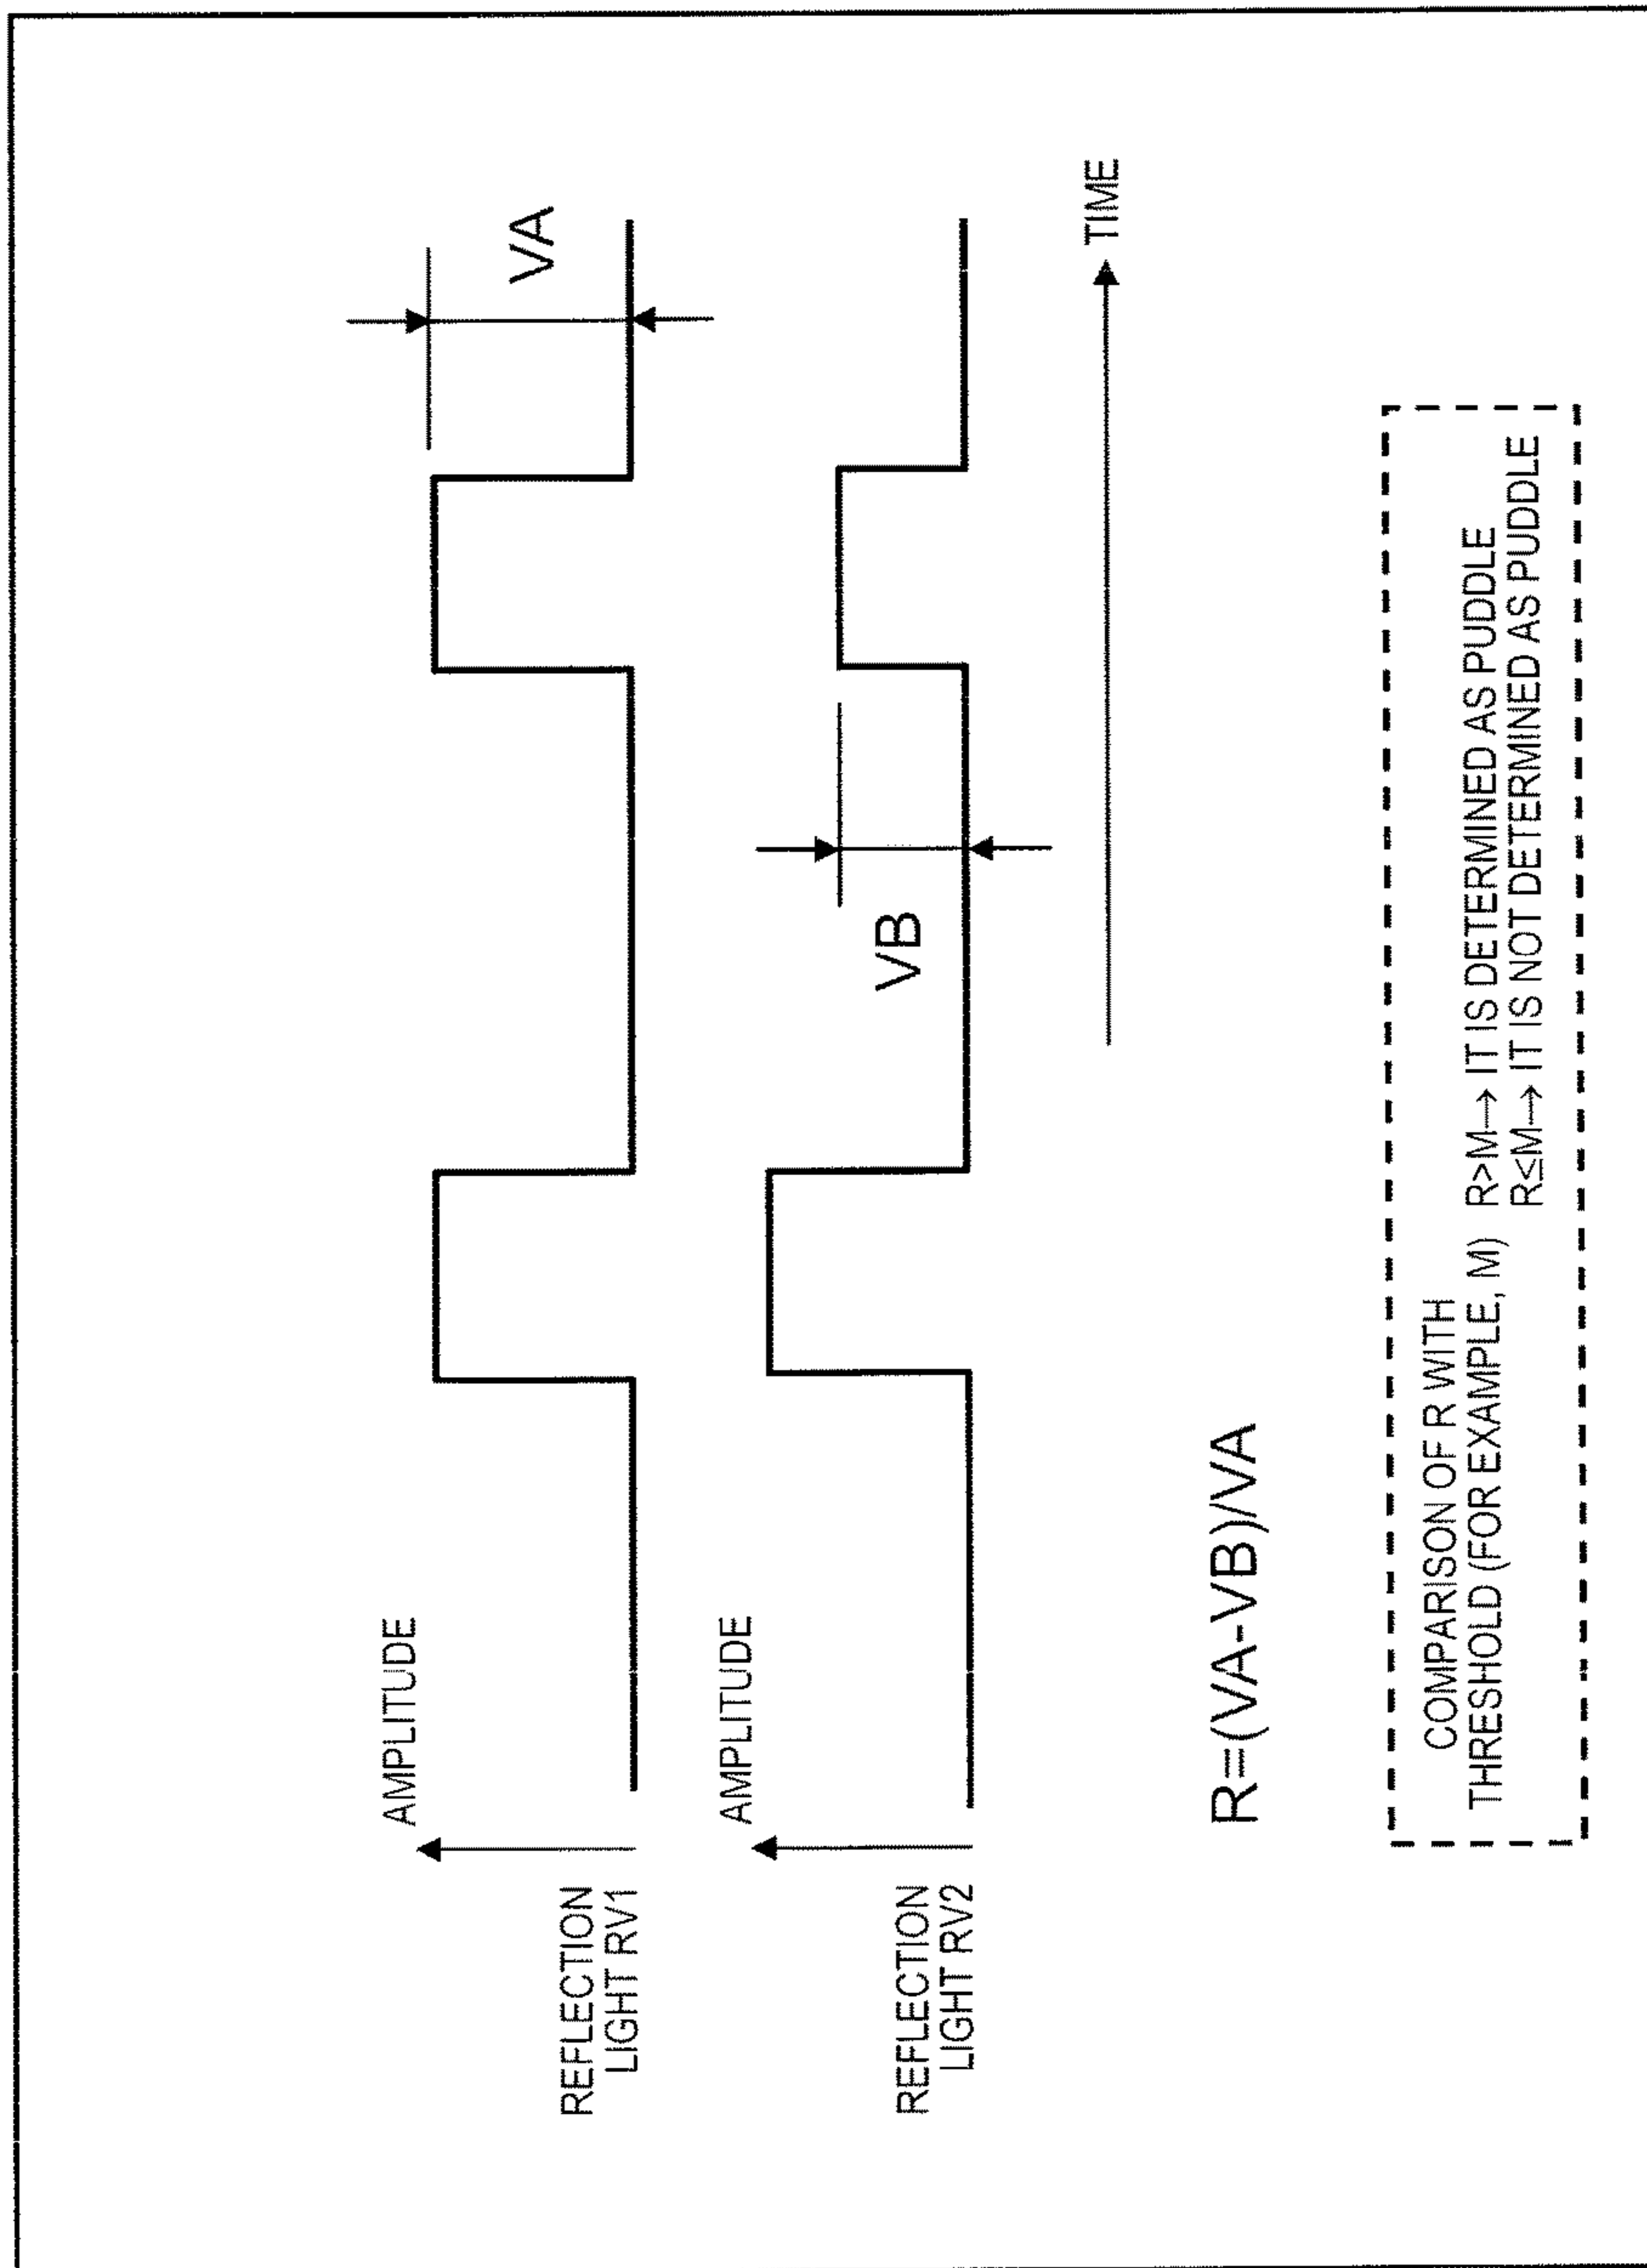 AMPLITUDE
REFLECTION
LIGHT RV1
VA
AMPLITUDE
REFLECTION
LIGHT RV2
VB
TIME
R=(VA-VB)/VA
COMPARISON OF R WITH
THRESHOLD (FOR EXAMPLE, M)
R>M→ IT IS DETERMINED AS PUDDLE
R≤M→ IT IS NOT DETERMINED AS PUDDLE